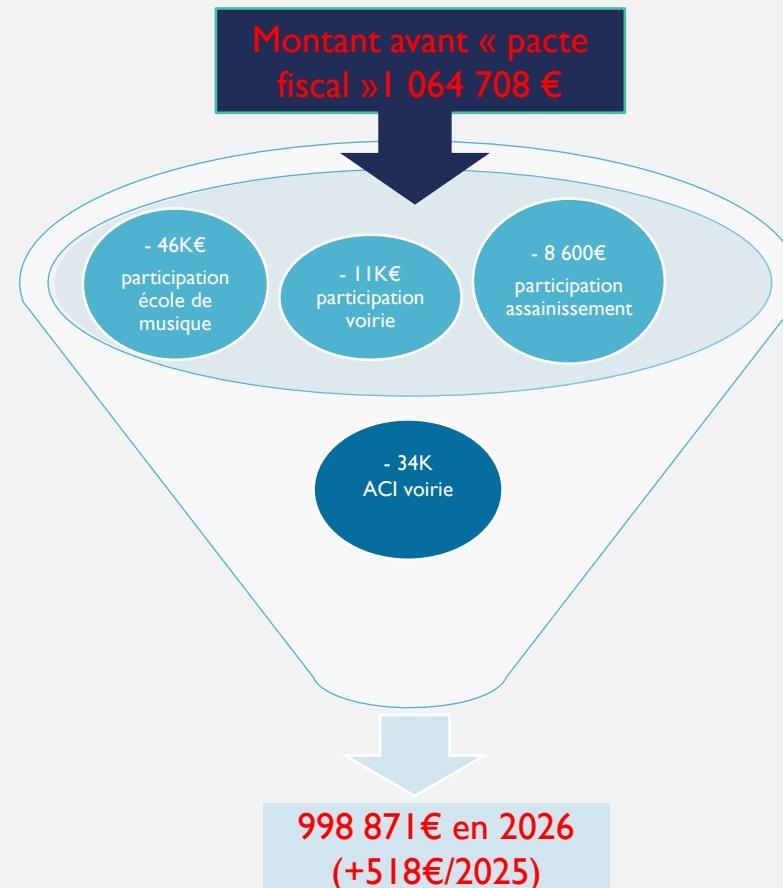 Montant avant « pacte
fiscal »1 064 708 €
- 46K€
participation
école de
musique
- 11K€
participation
voirie
- 8 600€
participation
assainissement
- 34K
ACI voirie
998 871€ en 2026
(+518€/2025)